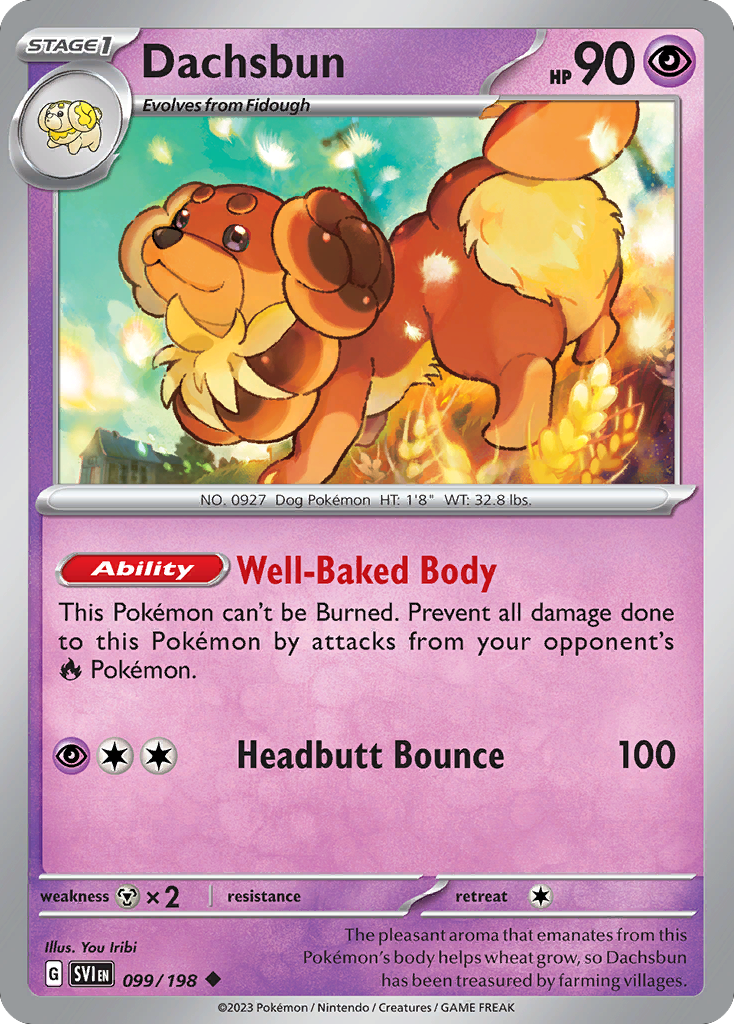 STAGE1
Dachsbun
HP 90
Evolves from Fidough
NO. 0927 Dog Pokémon HT: 1'8" WT: 32.8 lbs.
Ability Well-Baked Body
This Pokémon can't be Burned. Prevent all damage done
to this Pokémon by attacks from your opponent's
Pokémon.
Headbutt Bounce 100
weakness ×2 resistance retreat
Illus. You Iribi
The pleasant aroma that emanates from this
Pokémon's body helps wheat grow, so Dachsbun
has been treasured by farming villages.
G SVI EN 099/198
©2023 Pokémon / Nintendo / Creatures / GAME FREAK